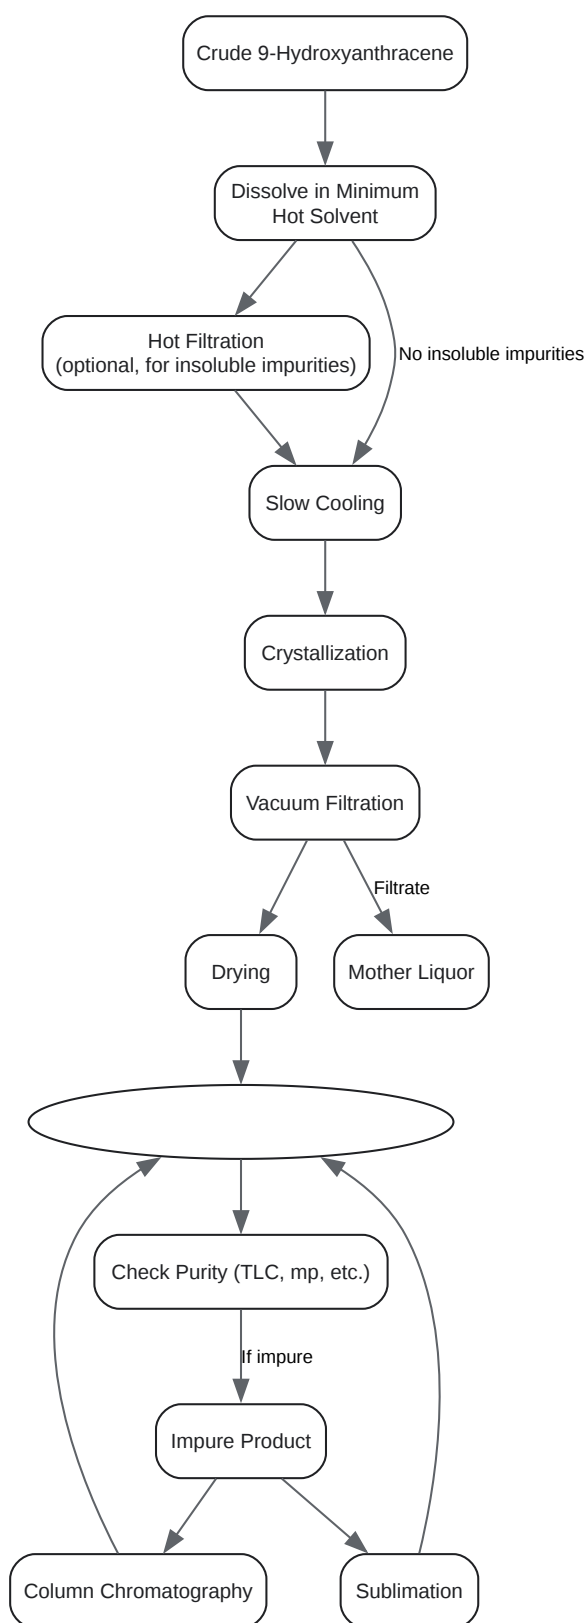 Crude 9-Hydroxyanthracene
Dissolve in Minimum
Hot Solvent
Hot Filtration
(optional, for insoluble impurities)
No insoluble impurities
Slow Cooling
Crystallization
Vacuum Filtration
Filtrate
Drying
Mother Liquor
Check Purity (TLC, mp, etc.)
If impure
Impure Product
Column Chromatography
Sublimation